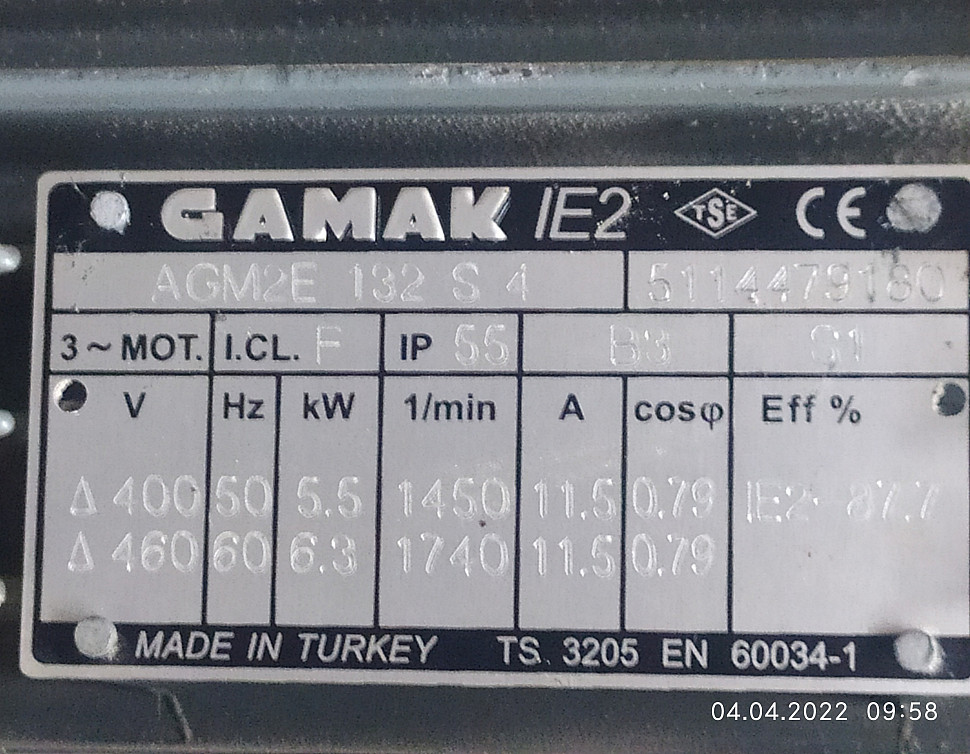 GAMAK IE2 TSE CE
AGM2E 132 S 4 5114479180
3~MOT. I.CL. F IP 55 B3 S1
V Hz kW 1/min A cosφ Eff %
Δ 400 50 5.5 1450 11.5 0.79 IE2- 87.7
Δ 460 60 6.3 1740 11.5 0.79
MADE IN TURKEY TS. 3205 EN 60034-1
04.04.2022 09:58